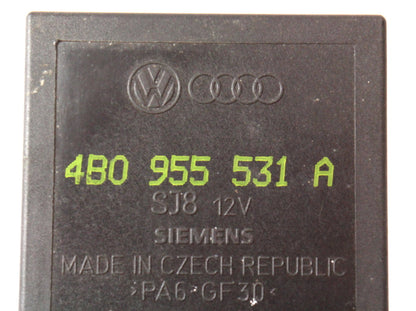 4B0 955 531 A
SJ8 12V
SIEMENS
MADE IN CZECH REPUBLIC
>PA6-GF30<